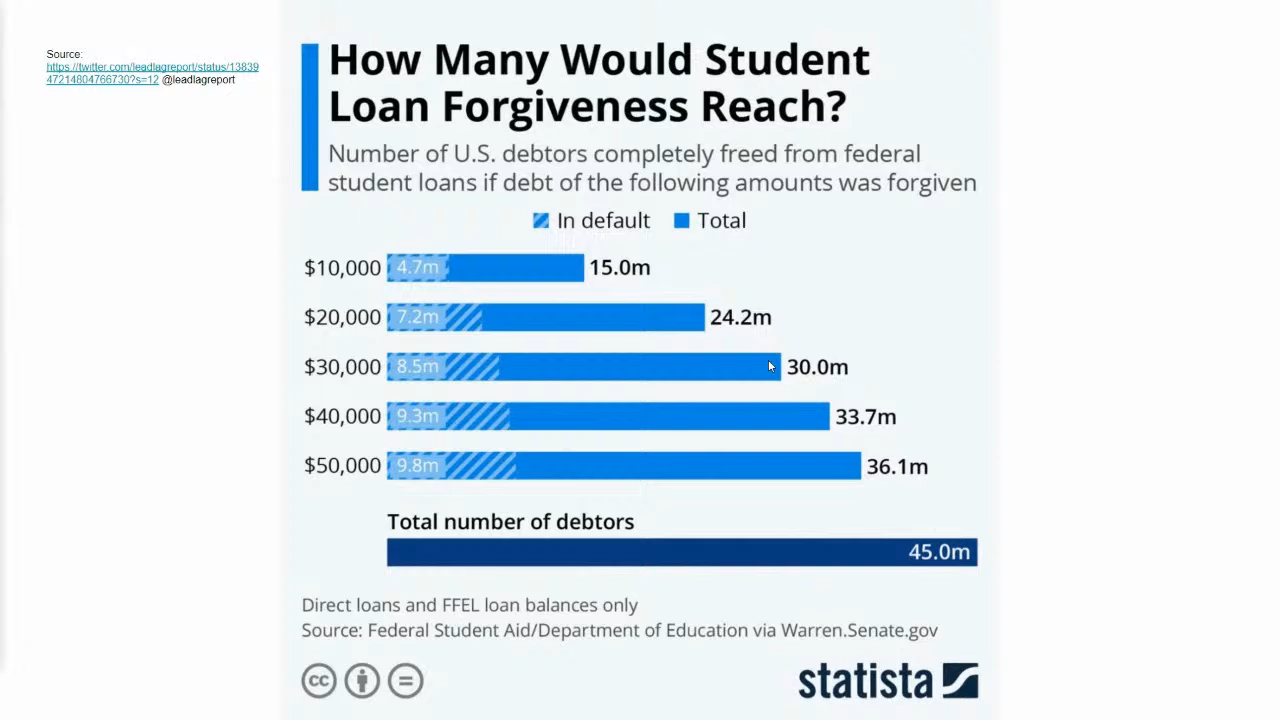 Source:
https://twitter.com/leadlagreport/status/13839
47214804766730?s=12 @leadlagreport
How Many Would Student
Loan Forgiveness Reach?
Number of U.S. debtors completely freed from federal
student loans if debt of the following amounts was forgiven
In default Total
$10,000 4.7m 15.0m
$20,000 7.2m 24.2m
$30,000 8.5m 30.0m
$40,000 9.3m 33.7m
$50,000 9.8m 36.1m
Total number of debtors
45.0m
Direct loans and FFEL loan balances only
Source: Federal Student Aid/Department of Education via Warren.Senate.gov
cc
statista